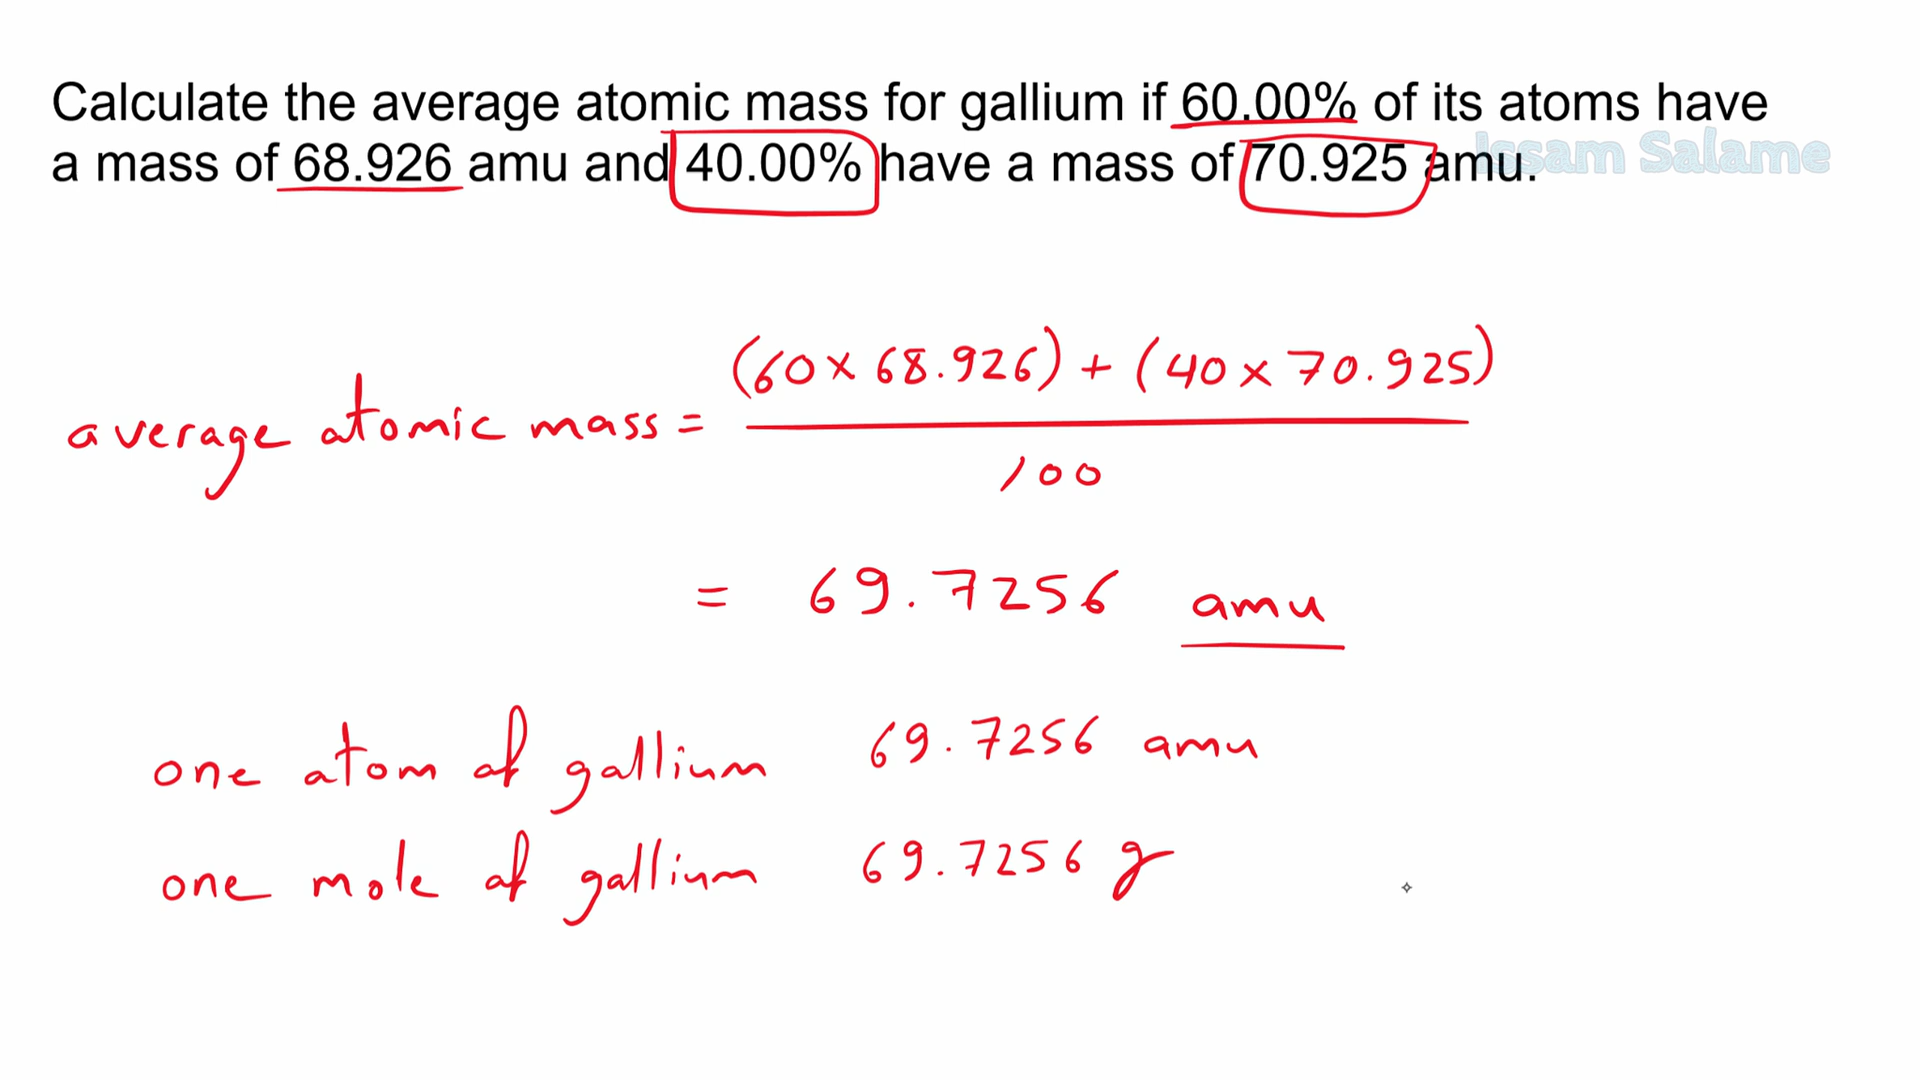 Calculate the average atomic mass for gallium if 60.00% of its atoms have
a mass of 68.926 amu and 40.00% have a mass of 70.925 amu.
Issam Salame
(60 x 68.926) + (40 x 70.925)
average atomic mass =
100
= 69.7256 amu
one atom of gallium 69.7256 amu
one mole of gallium 69.7256 g